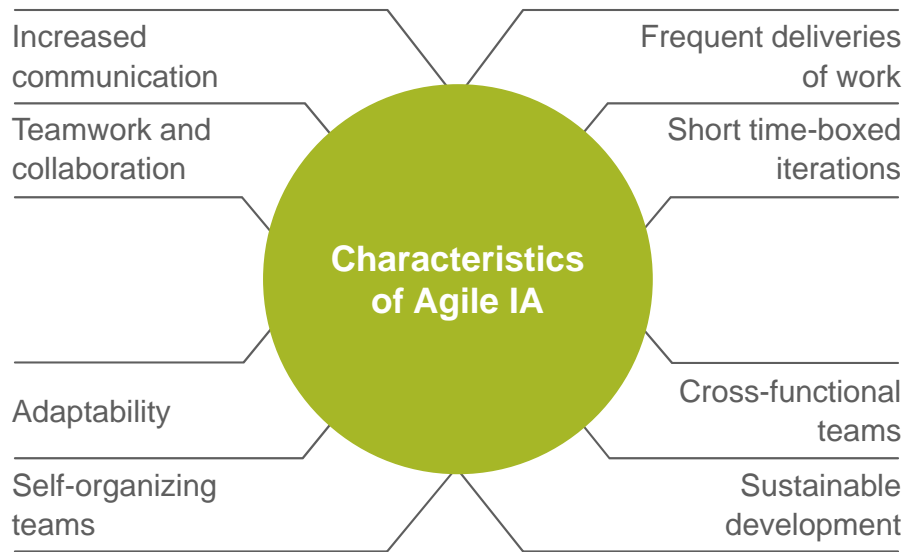 Increased
communication
Teamwork and
collaboration
Adaptability
Self-organizing
teams
Characteristics
of Agile IA
Frequent deliveries
of work
Short time-boxed
iterations
Cross-functional
teams
Sustainable
development